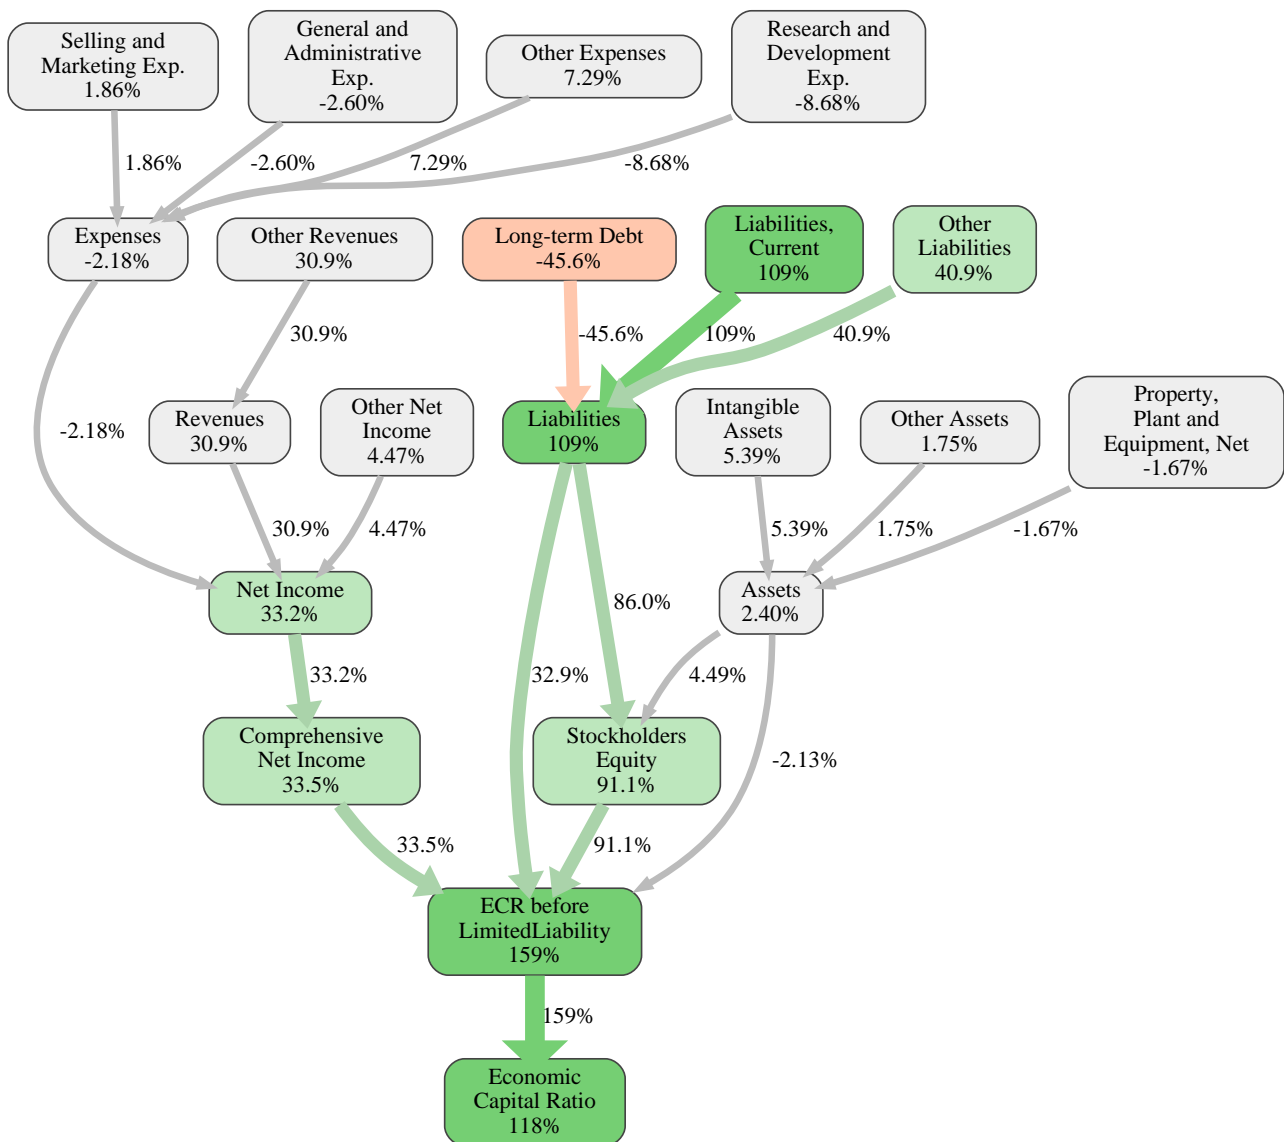 Selling and
Marketing Exp.
1.86%
General and
Administrative
Exp.
-2.60%
Other Expenses
7.29%
Research and
Development
Exp.
-8.68%
1.86%
-2.60%
7.29%
-8.68%
Expenses
-2.18%
Other Revenues
30.9%
Long-term Debt
-45.6%
Liabilities,
Current
109%
Other
Liabilities
40.9%
30.9%
-45.6%
109%
40.9%
-2.18%
Revenues
30.9%
Other Net
Income
4.47%
Liabilities
109%
Intangible
Assets
5.39%
Other Assets
1.75%
Property,
Plant and
Equipment, Net
-1.67%
30.9%
4.47%
5.39%
1.75%
-1.67%
Net Income
33.2%
86.0%
Assets
2.40%
33.2%
32.9%
4.49%
Comprehensive
Net Income
33.5%
Stockholders
Equity
91.1%
-2.13%
33.5%
91.1%
ECR before
LimitedLiability
159%
159%
Economic
Capital Ratio
118%